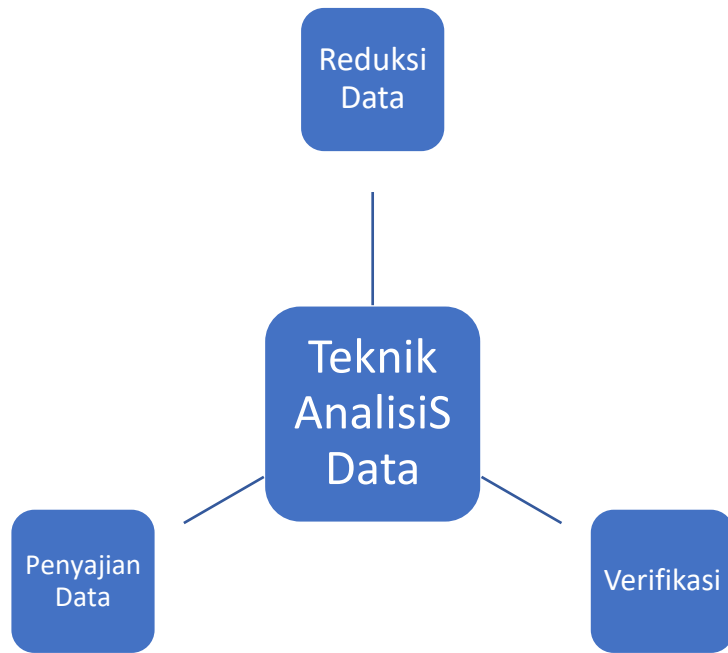 Reduksi
Data
Teknik
AnalisiS
Data
Penyajian
Data
Verifikasi